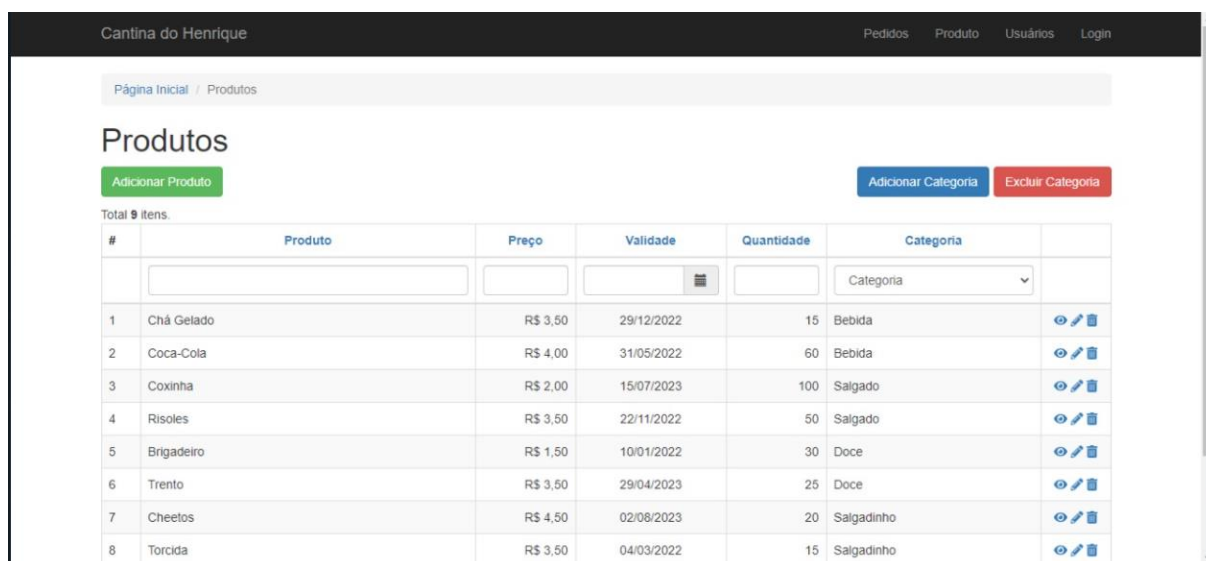 Cantina do Henrique Pedidos Produto Usuários Login
Página Inicial / Produtos
Produtos
Adicionar Produto Adicionar Categoria Excluir Categoria
Total 9 itens.
# Produto Preço Validade Quantidade Categoria
Categoria
1 Chá Gelado R$ 3,50 29/12/2022 15 Bebida
2 Coca-Cola R$ 4,00 31/05/2022 60 Bebida
3 Coxinha R$ 2,00 15/07/2023 100 Salgado
4 Risoles R$ 3,50 22/11/2022 50 Salgado
5 Brigadeiro R$ 1,50 10/01/2022 30 Doce
6 Trento R$ 3,50 29/04/2023 25 Doce
7 Cheetos R$ 4,50 02/08/2023 20 Salgadinho
8 Torcida R$ 3,50 04/03/2022 15 Salgadinho